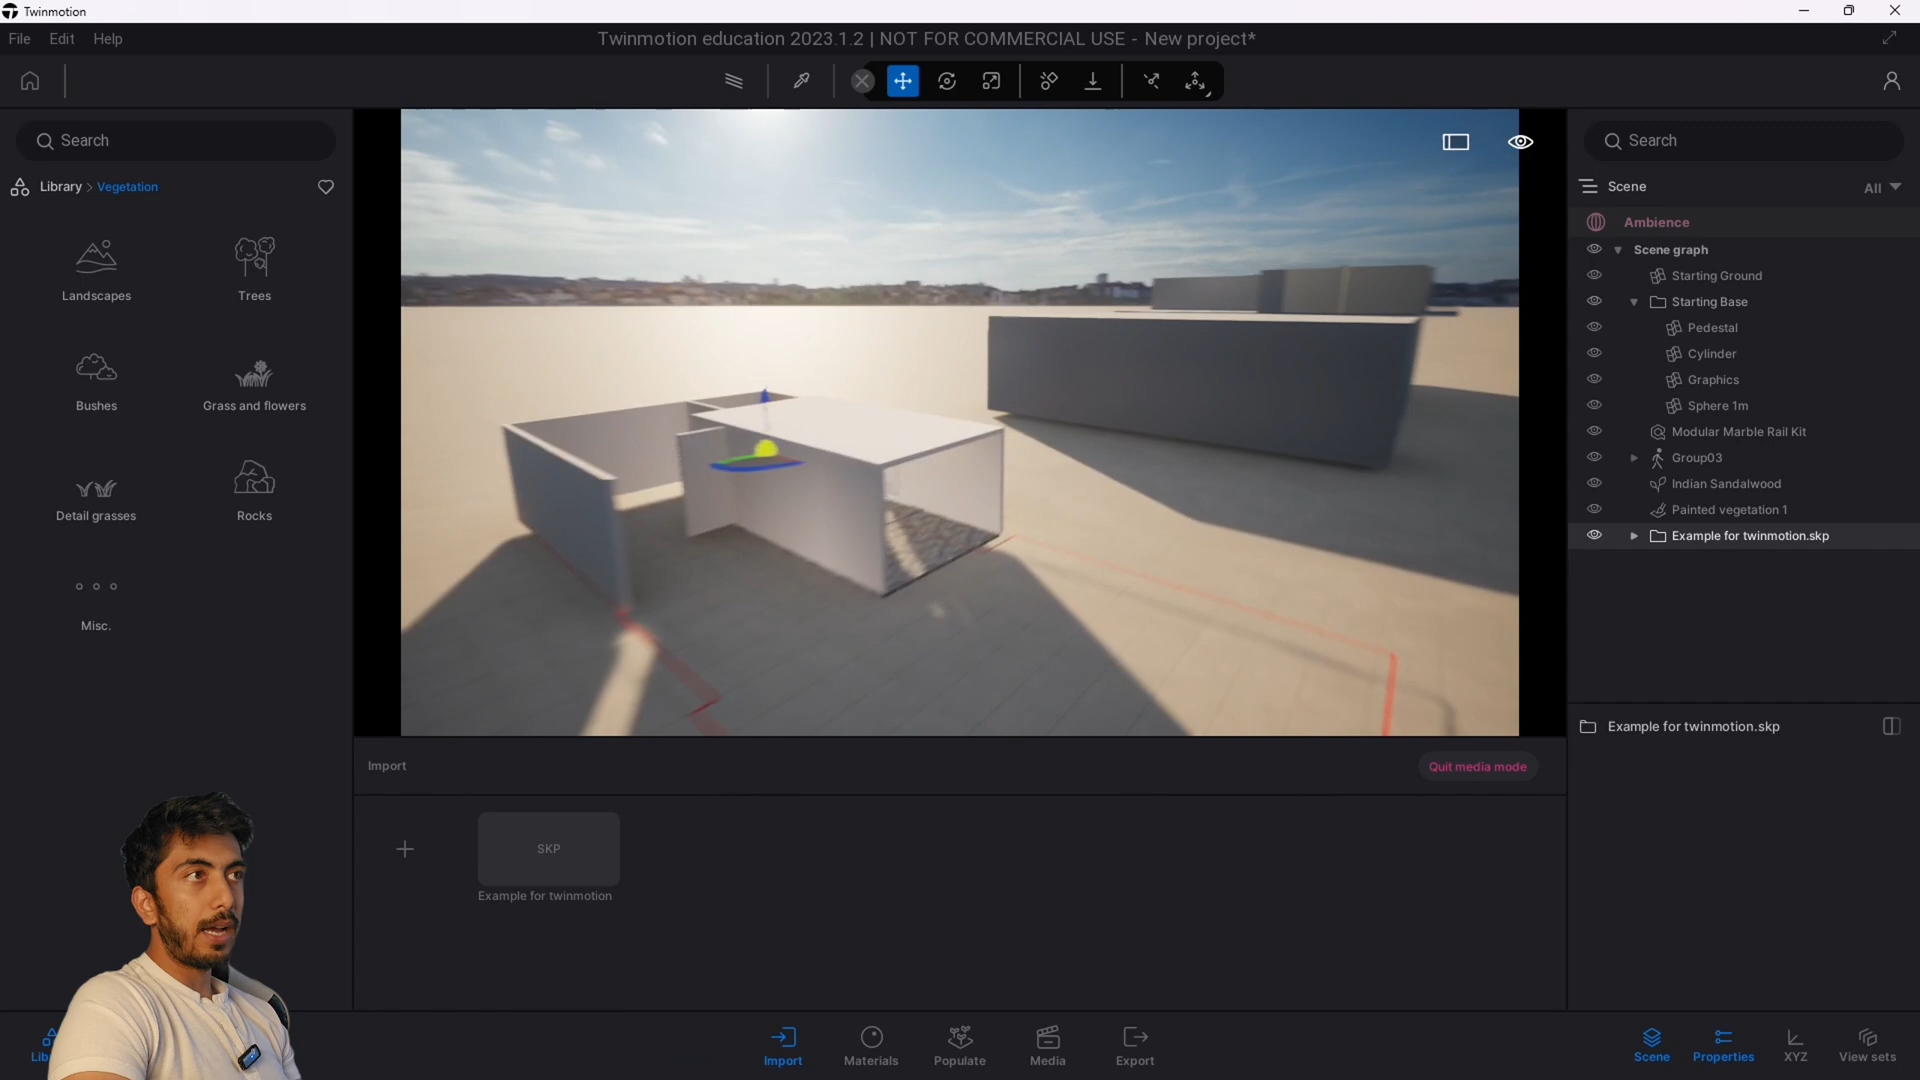 Twinmotion
File Edit Help
Twinmotion education 2023.1.2 | NOT FOR COMMERCIAL USE - New project*
Search
Library > Vegetation
Landscapes
Trees
Bushes
Grass and flowers
Detail grasses
Rocks
Misc.
Search
Scene
All
Ambience
Scene graph
Starting Ground
Starting Base
Pedestal
Cylinder
Graphics
Sphere 1m
Modular Marble Rail Kit
Group03
Indian Sandalwood
Painted vegetation 1
Example for twinmotion.skp
Example for twinmotion.skp
Import
Quit media mode
SKP
Example for twinmotion
Import
Materials
Populate
Media
Export
Scene
Properties
XYZ
View sets